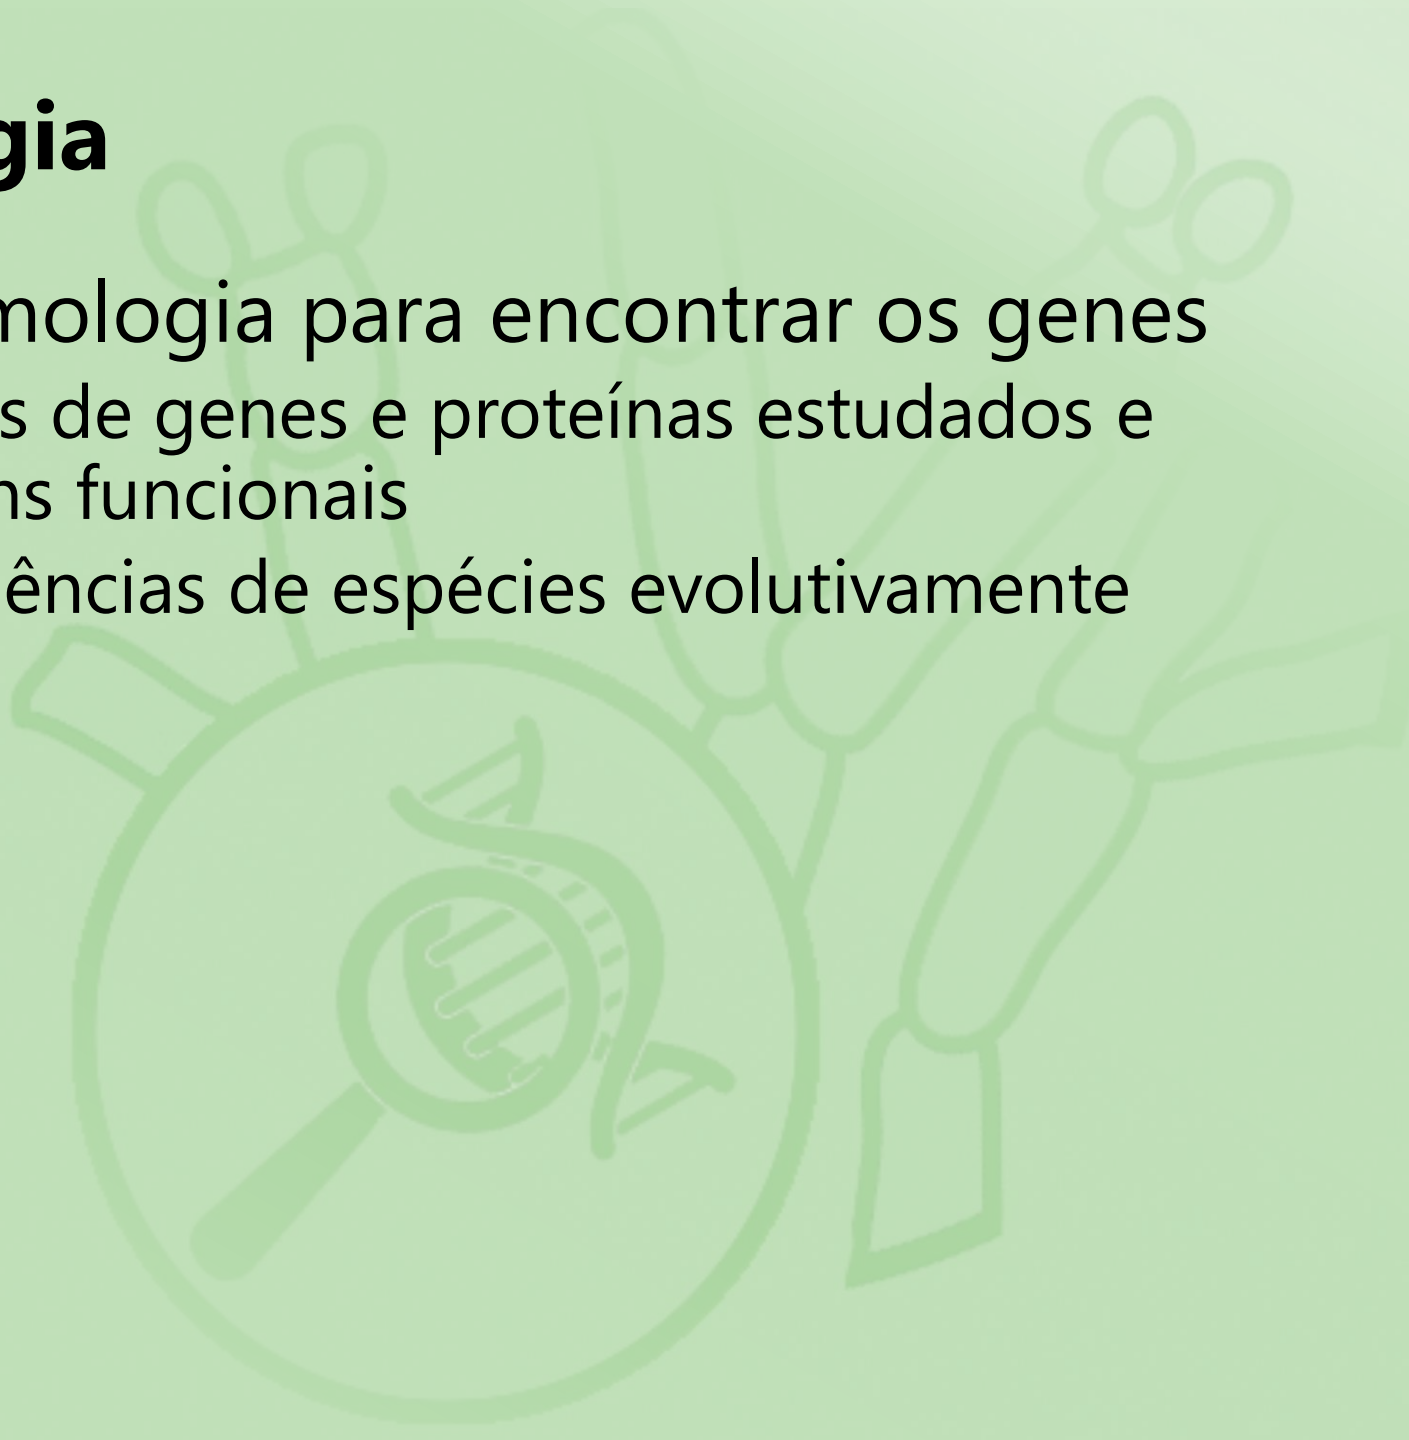 gia
mologia para encontrar os genes
s de genes e proteínas estudados e
ns funcionais
ências de espécies evolutivamente